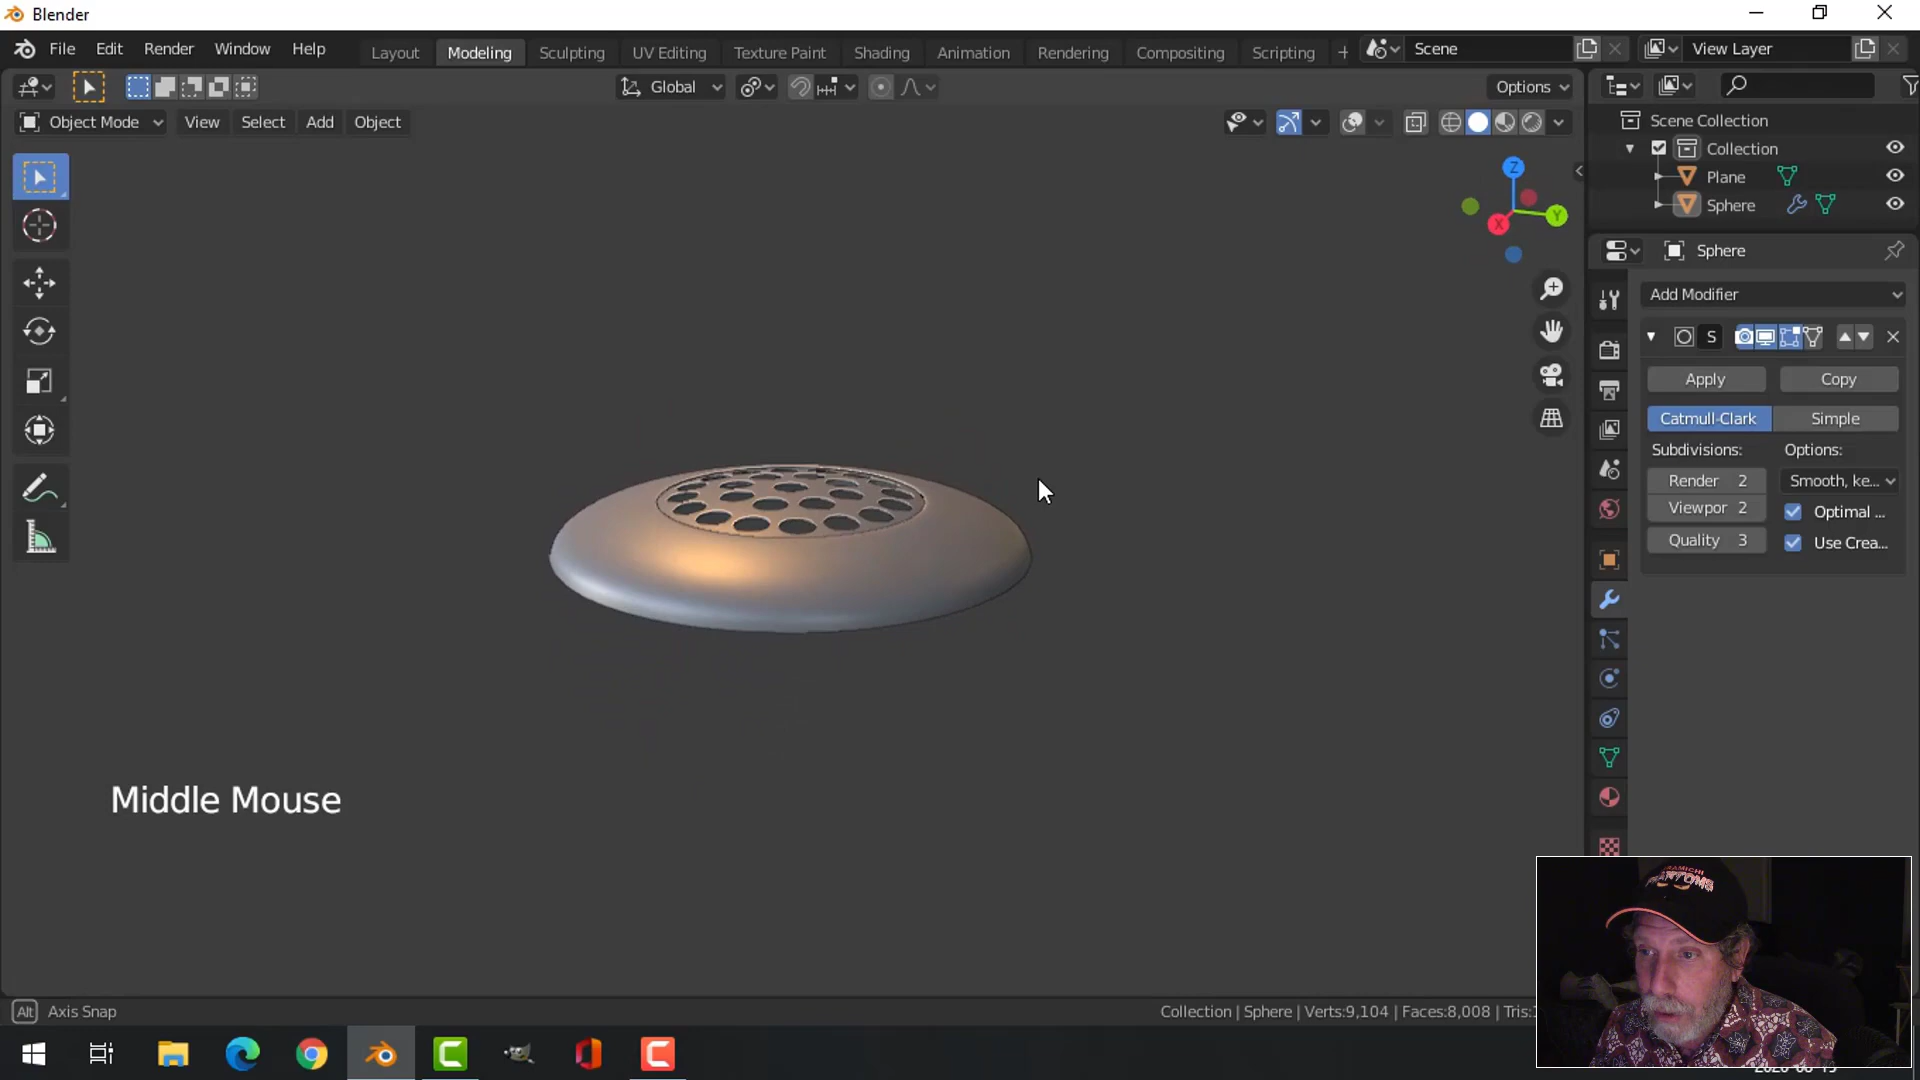 Blender
File Edit Render Window Help Layout Modeling Sculpting UV Editing Texture Paint Shading Animation Rendering Compositing Scripting + Scene View Layer
Global Options
Object Mode View Select Add Object
Scene Collection
Collection
Plane
Sphere
Z
Y
X
Sphere
Add Modifier
S
Apply Copy
Catmull-Clark Simple
Subdivisions: Options:
Render 2 Smooth, ke...
Viewpor 2 Optimal ...
Quality 3 Use Crea...
Middle Mouse
PHANTOMS
Alt Axis Snap
Collection | Sphere | Verts:9,104 | Faces:8,008 | Tris: